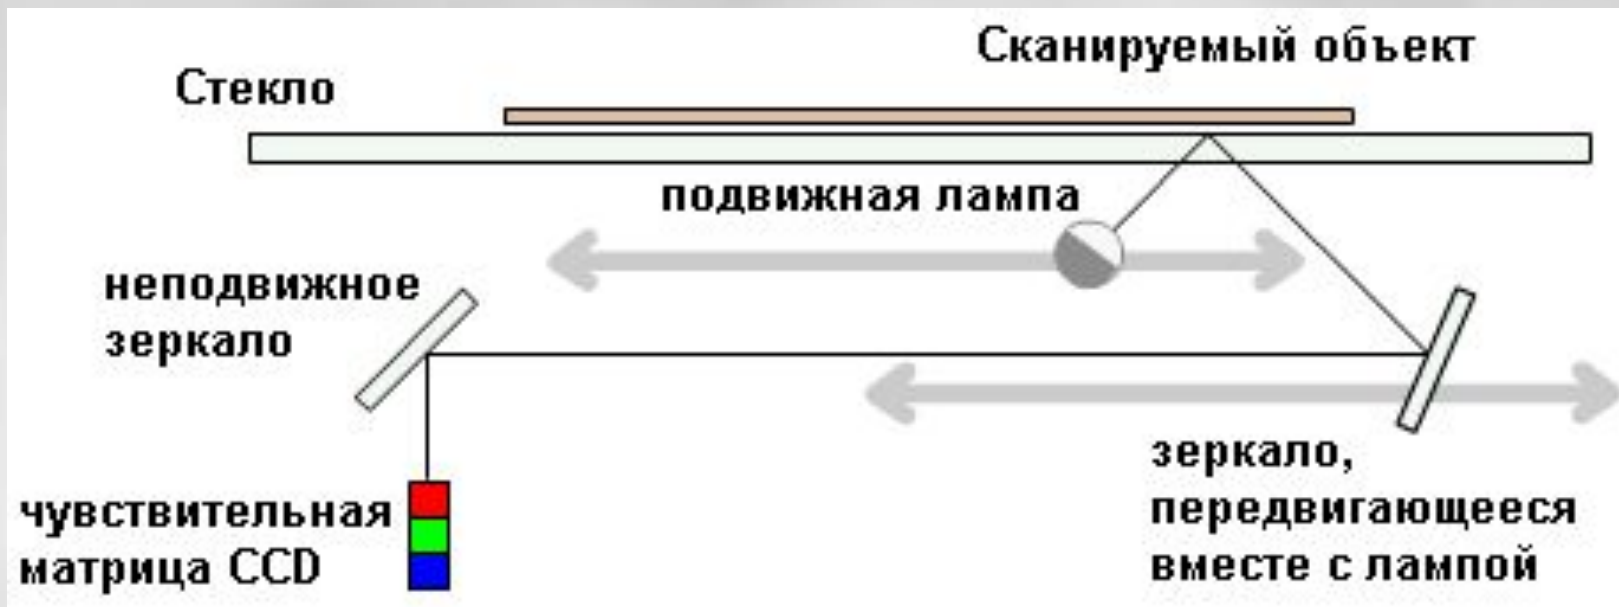 Сканируемый объект
Стекло
подвижная лампа
неподвижное
зеркало
зеркало,
передвигающееся
вместе с лампой
чувствительная
матрица CCD